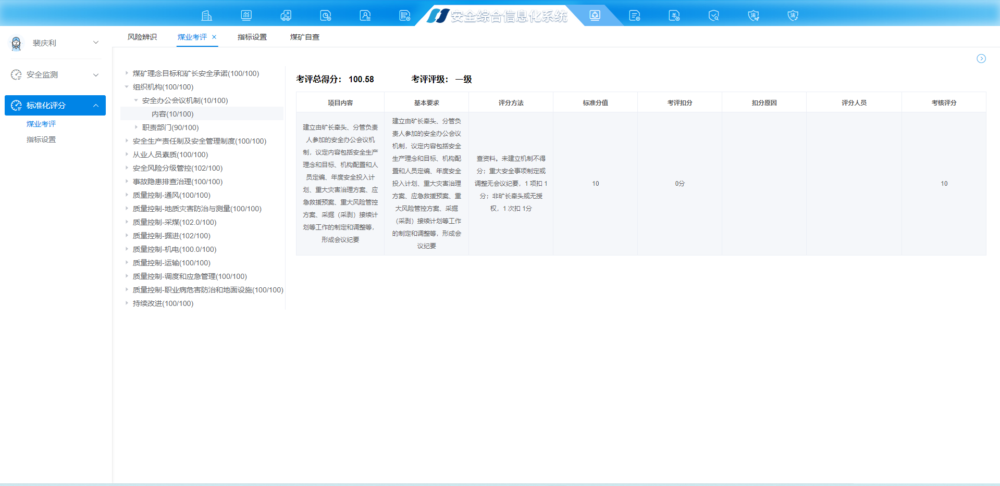 安全综合信息化系统
裴庆利
安全监测
标准化评分
煤业考评
指标设置
风险辨识
煤业考评
指标设置
煤矿自查
煤矿理念目标和矿长安全承诺(100/100)
组织机构(100/100)
安全办公会议机制(10/100)
内容(10/100)
职责部门(90/100)
安全生产责任制及安全管理制度(100/100)
从业人员素质(100/100)
安全风险分级管控(102/100)
事故隐患排查治理(100/100)
质量控制-通风(100/100)
质量控制-地质灾害防治与测量(100/100)
质量控制-采煤(102.0/100)
质量控制-掘进(102/100)
质量控制-机电(100.0/100)
质量控制-运输(100/100)
质量控制-调度和应急管理(100/100)
质量控制-职业病危害防治和地面设施(100/100)
持续改进(100/100)
考评总得分： 100.58 考评评级： 一级
项目内容 基本要求 评分方法 标准分值 考评扣分 扣分原因 评分人员 考核评分
建立由矿长牵头、分管负责
人参加的安全办公会议机
制，议定内容包括安全生产
理念和目标、机构配置和人
员定编、年度安全投入计
划、重大灾害治理方案、应
急救援预案、重大风险管控
方案、采掘（采剥）接续计
划等工作的制定和调整等，
形成会议纪要
建立由矿长牵头、分管负
责人参加的安全办公会议
机制，议定内容包括安全
生产理念和目标、机构配
置和人员定编、年度安全
投入计划、重大灾害治理
方案、应急救援预案、重
大风险管控方案、采掘
（采剥）接续计划等工作
的制定和调整等，形成会
议纪要
查资料。未建立机制不得
分；重大安全事项制定或
调整无会议纪要，1 项扣 1
分；非矿长牵头或无授
权，1 次扣 1分
10
0分
10